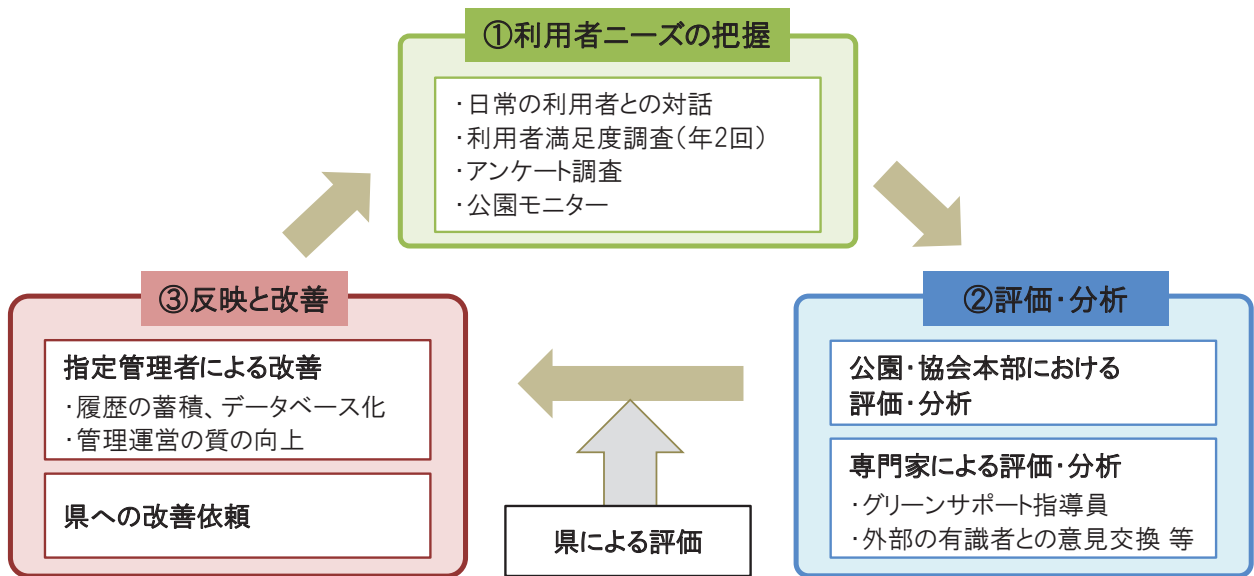 ①利用者ニーズの把握
・日常の利用者との対話
・利用者満足度調査(年2回)
・アンケート調査
・公園モニター
②評価・分析
公園・協会本部における
評価・分析
専門家による評価・分析
・グリーンサポート指導員
・外部の有識者との意見交換 等
③反映と改善
指定管理者による改善
・履歴の蓄積、データベース化
・管理運営の質の向上
県への改善依頼
県による評価